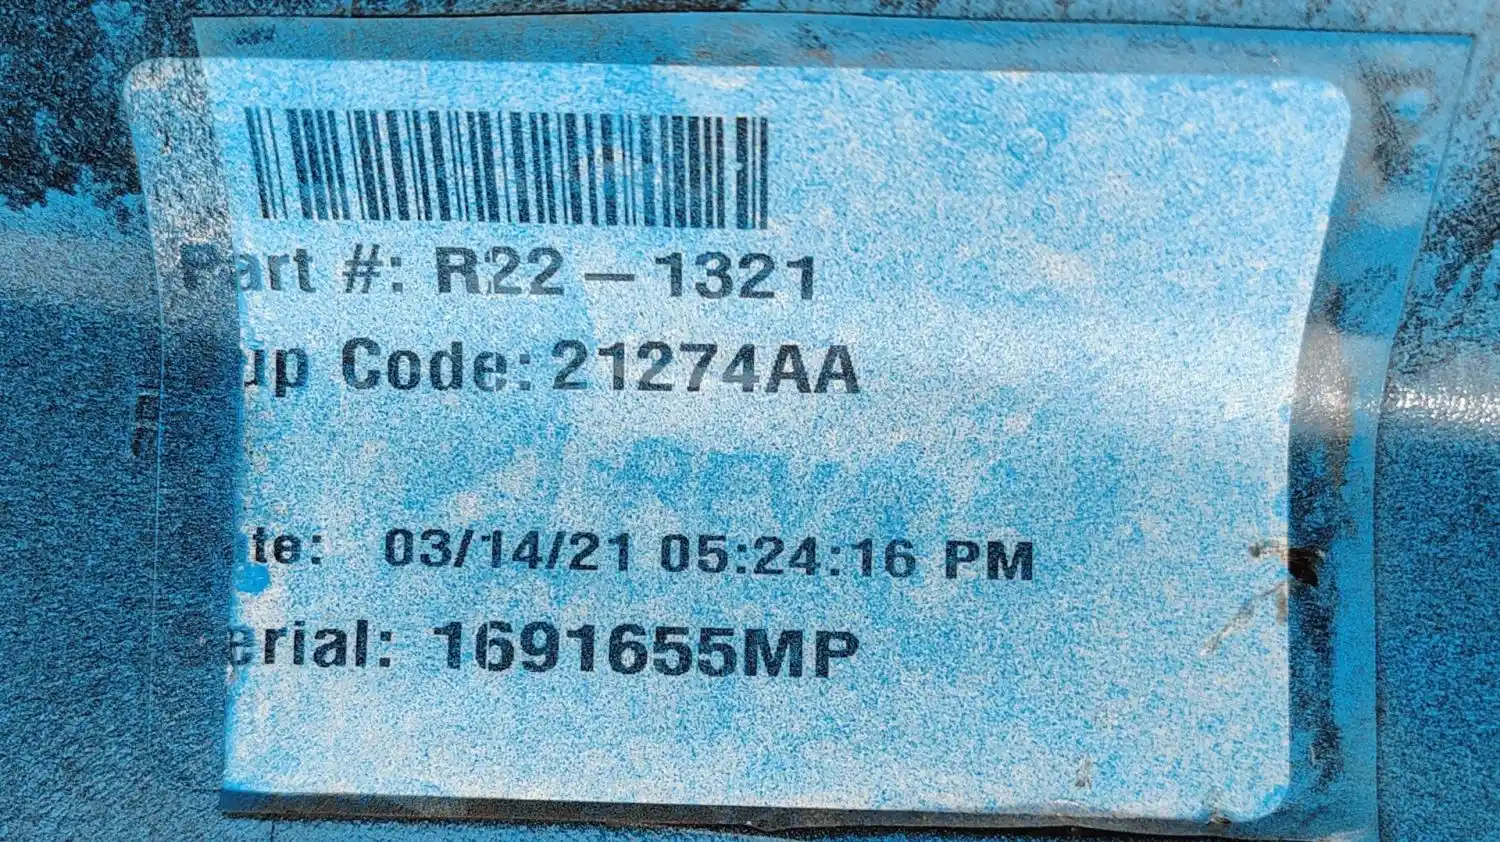 Part #: R22 – 1321
up Code: 21274AA
te: 03/14/21 05:24:16 PM
erial: 1691655MP